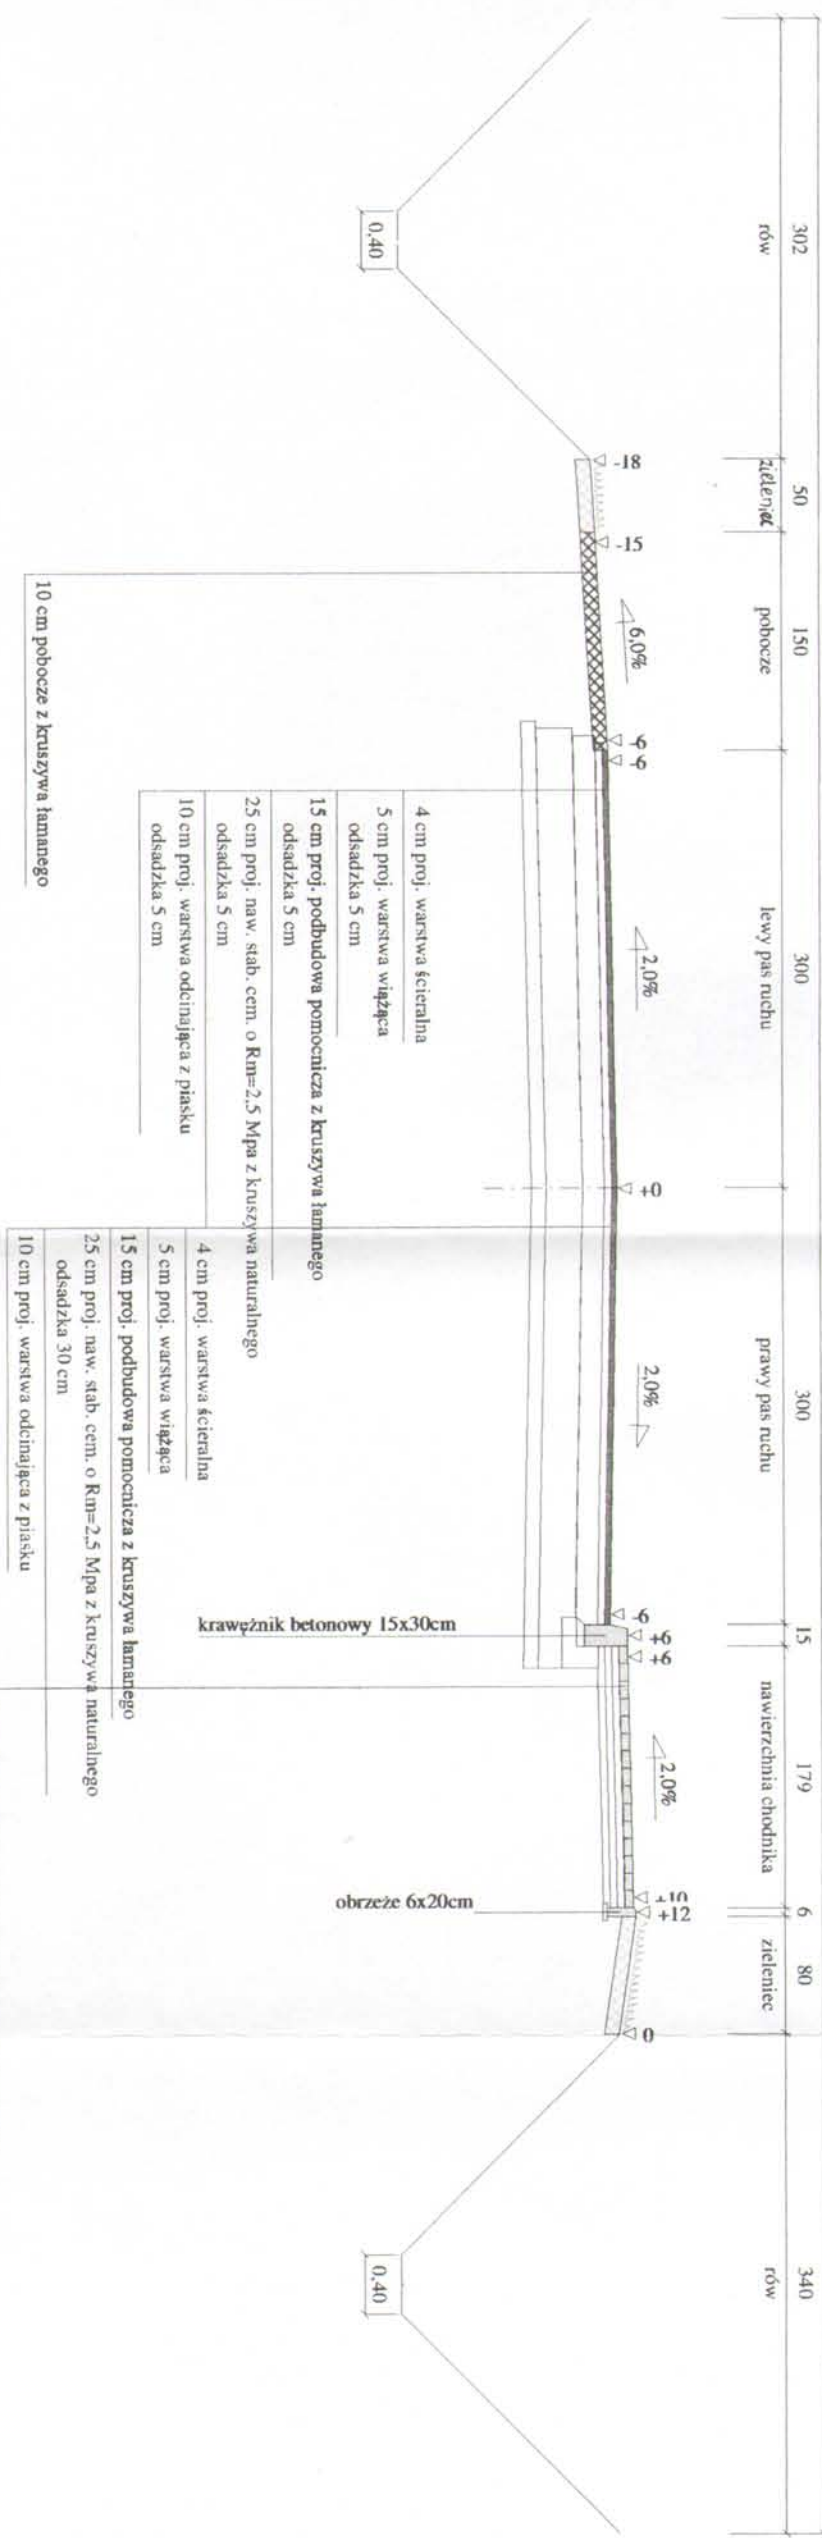 302
50
150
300
300
15
179
6
80
340
rów
zieleniec
pobocze
lewy pas ruchu
prawy pas ruchu
nawierzchnia chodnika
zieleniec
rów
-18
-15
-6
-6
+0
-6
+6
+6
+10
+12
0
6,0%
2,0%
2,0%
2,0%
0,40
0,40
krawężnik betonowy 15x30cm
obrzeże 6x20cm
4 cm proj. warstwa ścieralna
5 cm proj. warstwa wiążąca
odsadzka 5 cm
15 cm proj. podbudowa pomocnicza z kruszywa łamanego
odsadzka 5 cm
25 cm proj. naw. stab. cem. o Rm=2,5 Mpa z kruszywa naturalnego
odsadzka 5 cm
10 cm proj. warstwa odcinająca z piasku
odsadzka 5 cm
10 cm pobocze z kruszywa łamanego
4 cm proj. warstwa ścieralna
5 cm proj. warstwa wiążąca
15 cm proj. podbudowa pomocnicza z kruszywa łamanego
25 cm proj. naw. stab. cem. o Rm=2,5 Mpa z kruszywa naturalnego
odsadzka 30 cm
10 cm proj. warstwa odcinająca z piasku